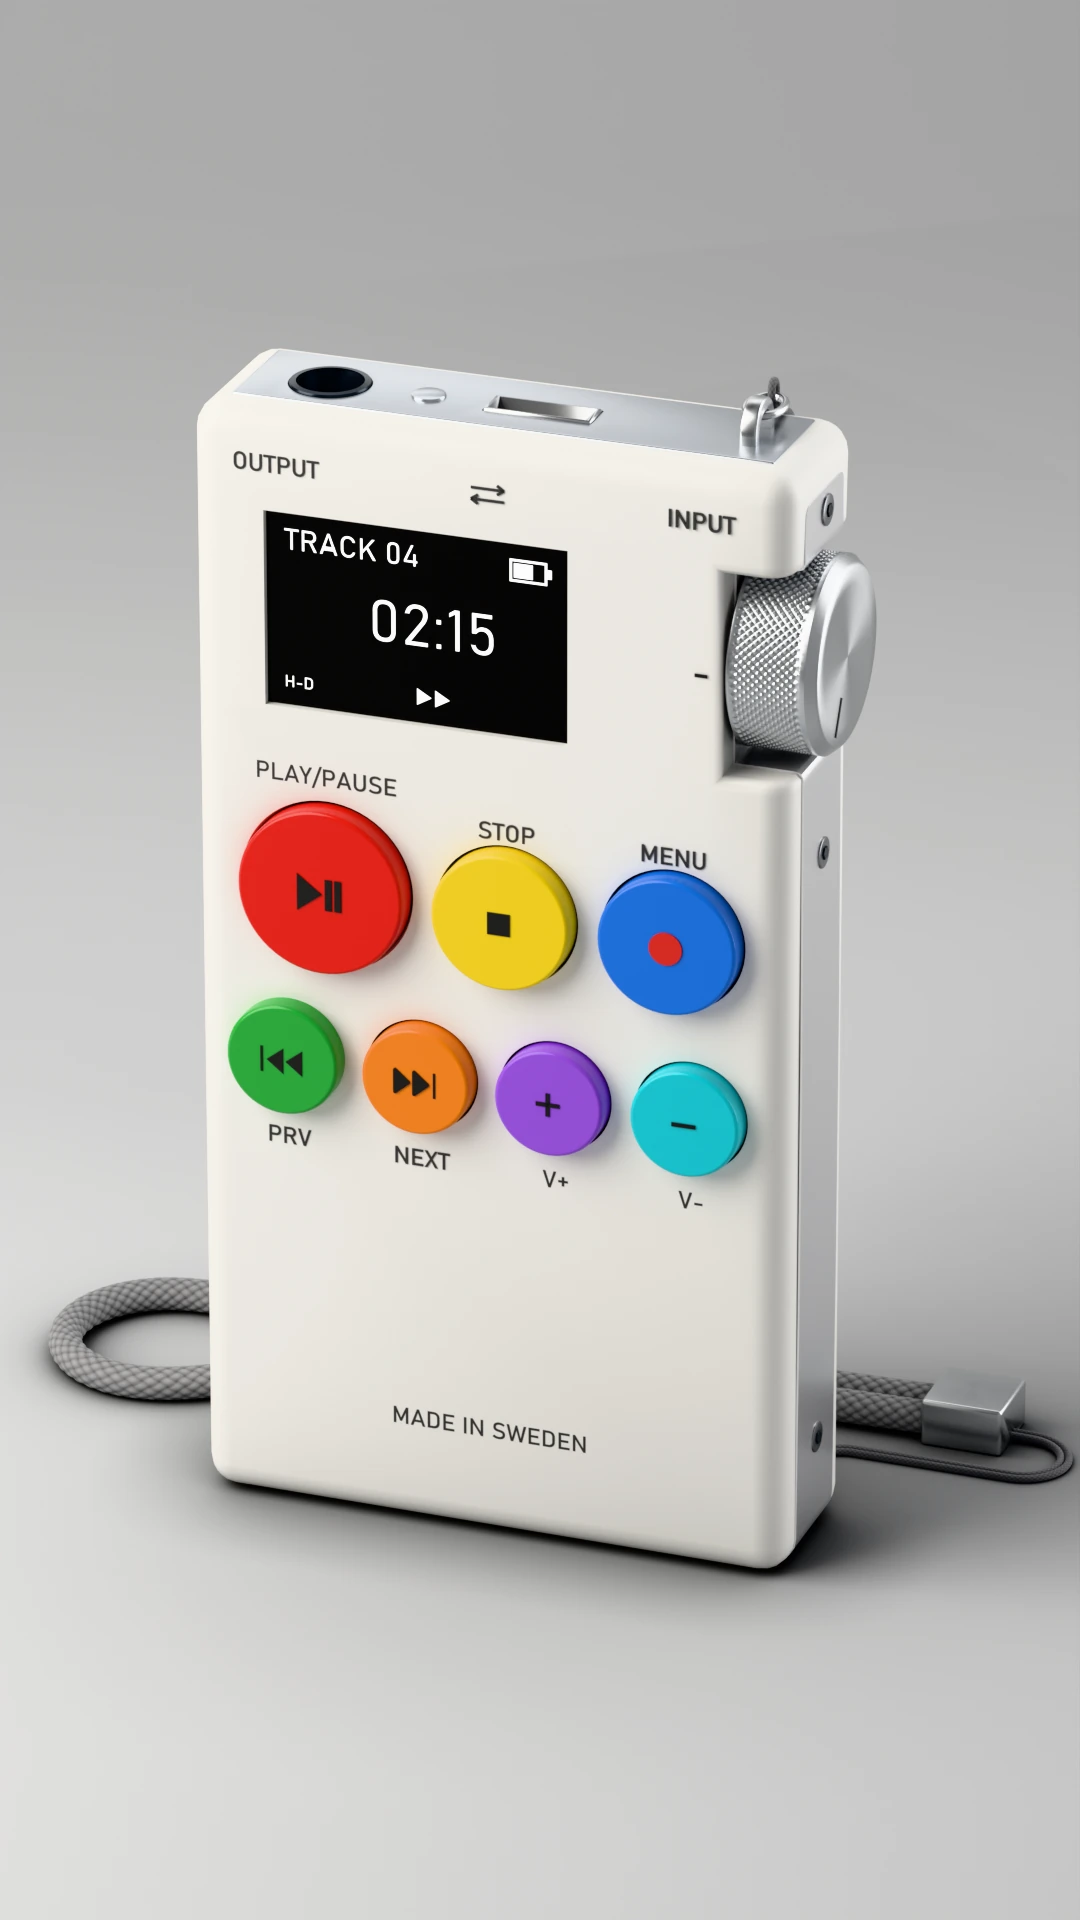 OUTPUT
INPUT
TRACK 04
02:15
H-D
PLAY/PAUSE
STOP
MENU
PRV
NEXT
V+
V-
MADE IN SWEDEN